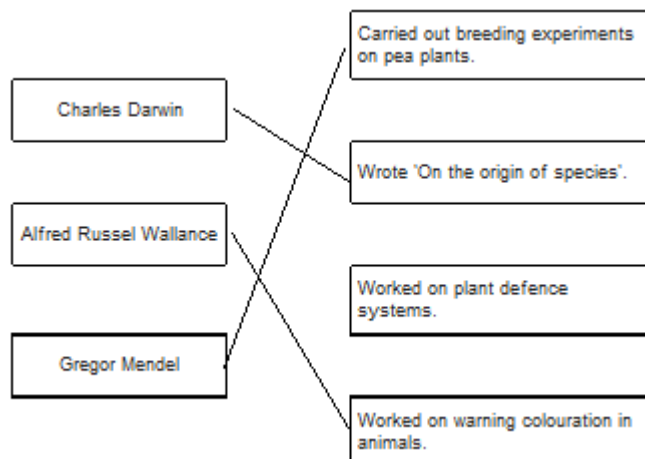 Charles Darwin
Alfred Russel Wallance
Gregor Mendel
Carried out breeding experiments
on pea plants.
Wrote 'On the origin of species'.
Worked on plant defence
systems.
Worked on warning colouration in
animals.